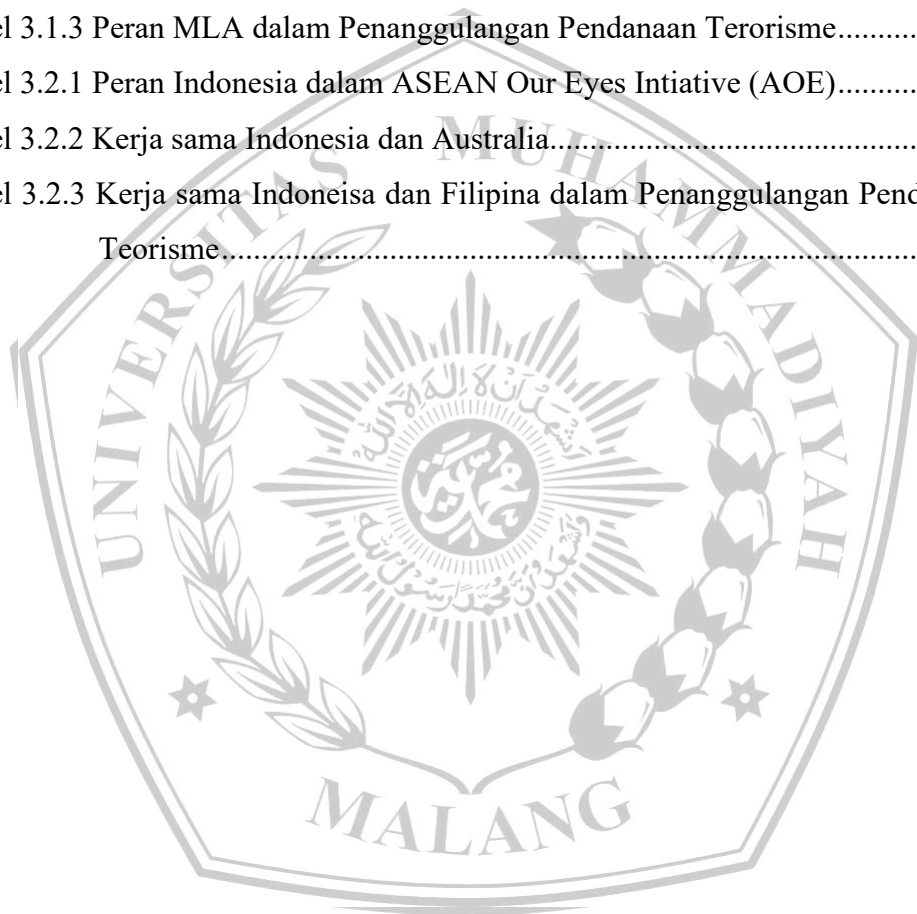 el 3.1.3 Peran MLA dalam Penanggulangan Pendanaan Terorisme..........
el 3.2.1 Peran Indonesia dalam ASEAN Our Eyes Intiative (AOE)..........
el 3.2.2 Kerja sama Indonesia dan Australia.............................................
el 3.2.3 Kerja sama Indoneisa dan Filipina dalam Penanggulangan Pend
Teorisme.......................................................................................
UNIVERSITAS MUHAMMADIYAH
MALANG